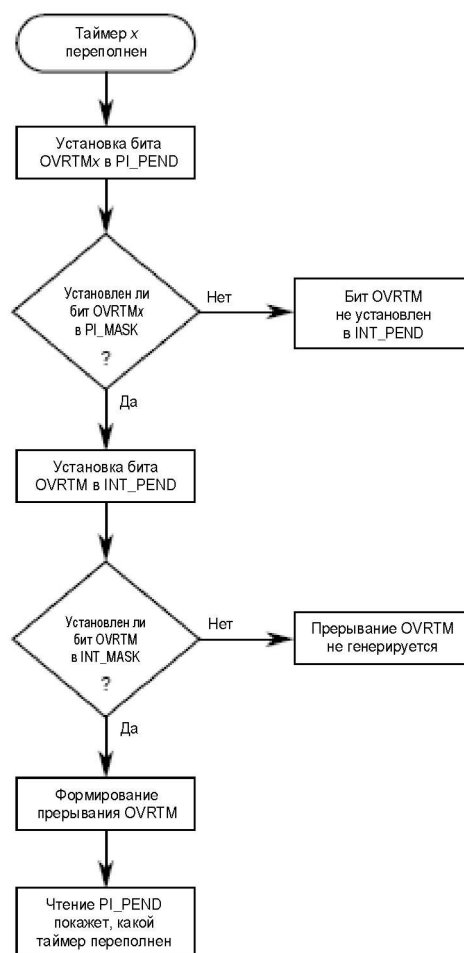 Таймер x
переполнен
Установка бита
OVRTMx в PI_PEND
Установлен ли
бит OVRTMx
в PI_MASK
?
Нет
Бит OVRTM
не установлен
в INT_PEND
Да
Установка бита
OVRTM в INT_PEND
Установлен ли
бит OVRTM
в INT_MASK
?
Нет
Прерывание OVRTM
не генерируется
Да
Формирование
прерывания OVRTM
Чтение PI_PEND
покажет, какой
таймер переполнен